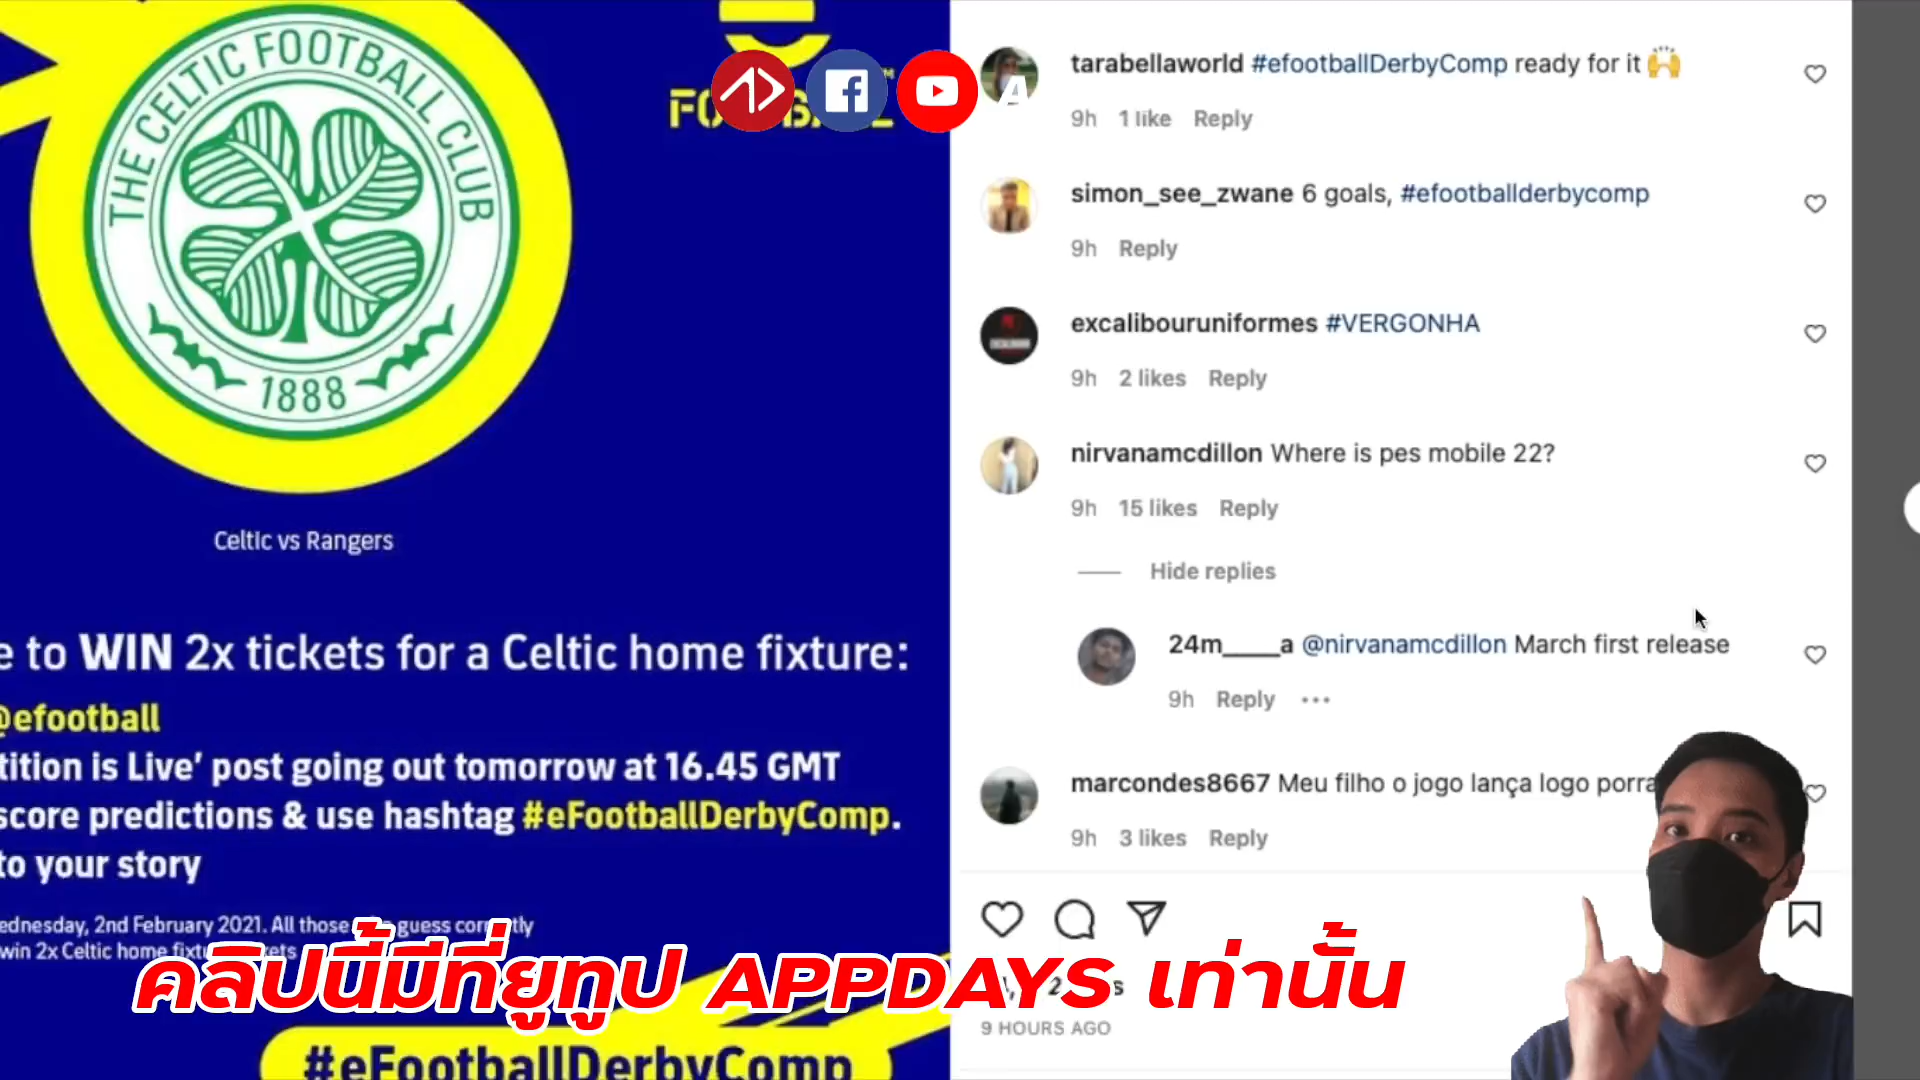 THE CELTIC FOOTBALL CLUB
1888
Celtic vs Rangers
e to WIN 2x tickets for a Celtic home fixture:
@efootball
tition is Live’ post going out tomorrow at 16.45 GMT
score predictions & use hashtag #eFootballDerbyComp.
to your story
ednesday, 2nd February 2021. All those guess correctly
win 2x Celtic home
#eFootballDerbyComp
tarabellaworld #efootballDerbyComp ready for it 🙌
9h 1 like Reply
simon_see_zwane 6 goals, #efootballderbycomp
9h Reply
excalibouruniformes #VERGONHA
9h 2 likes Reply
nirvanamcdillon Where is pes mobile 22?
9h 15 likes Reply
Hide replies
24m_____a @nirvanamcdillon March first release
9h Reply
marcondes8667 Meu filho o jogo lança logo porra
9h 3 likes Reply
9 HOURS AGO
คลิปนี้มีที่ยูทูป APPDAYS เท่านั้น